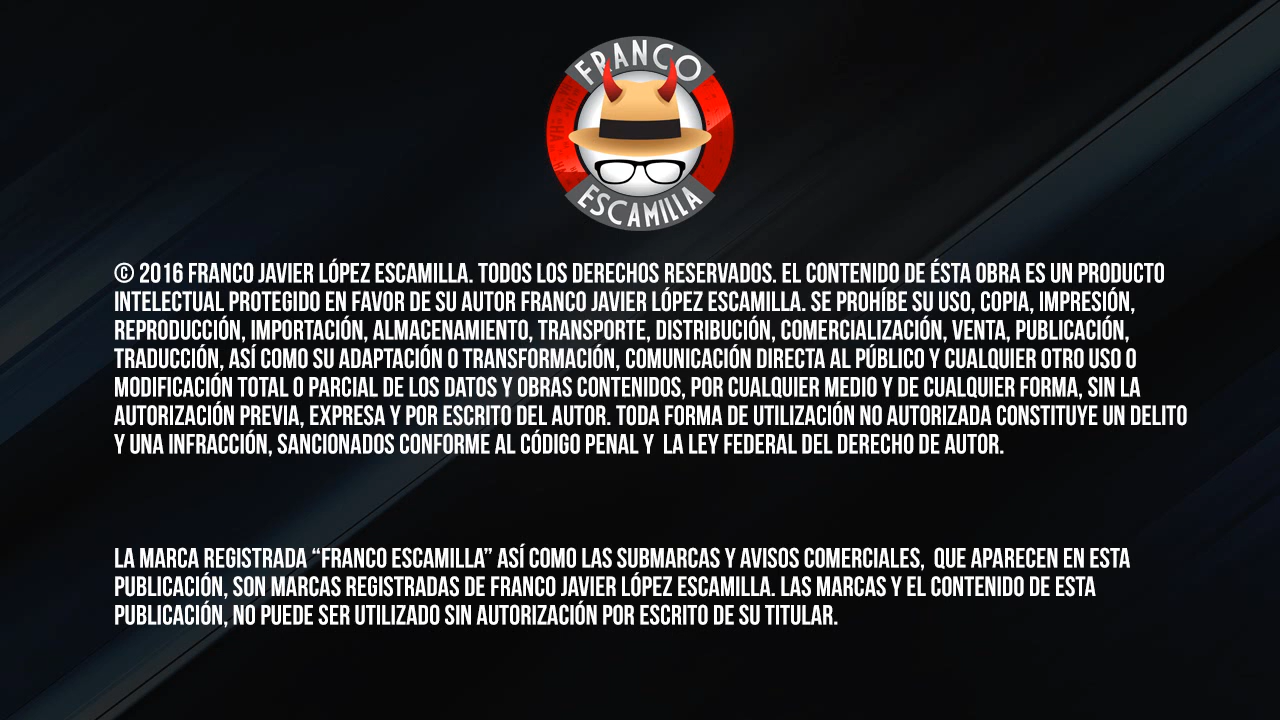 FRANCO
ESCAMILLA
© 2016 FRANCO JAVIER LÓPEZ ESCAMILLA. TODOS LOS DERECHOS RESERVADOS. EL CONTENIDO DE ÉSTA OBRA ES UN PRODUCTO
INTELECTUAL PROTEGIDO EN FAVOR DE SU AUTOR FRANCO JAVIER LÓPEZ ESCAMILLA. SE PROHÍBE SU USO, COPIA, IMPRESIÓN,
REPRODUCCIÓN, IMPORTACIÓN, ALMACENAMIENTO, TRANSPORTE, DISTRIBUCIÓN, COMERCIALIZACIÓN, VENTA, PUBLICACIÓN,
TRADUCCIÓN, ASÍ COMO SU ADAPTACIÓN O TRANSFORMACIÓN, COMUNICACIÓN DIRECTA AL PÚBLICO Y CUALQUIER OTRO USO O
MODIFICACIÓN TOTAL O PARCIAL DE LOS DATOS Y OBRAS CONTENIDOS, POR CUALQUIER MEDIO Y DE CUALQUIER FORMA, SIN LA
AUTORIZACIÓN PREVIA, EXPRESA Y POR ESCRITO DEL AUTOR. TODA FORMA DE UTILIZACIÓN NO AUTORIZADA CONSTITUYE UN DELITO
Y UNA INFRACCIÓN, SANCIONADOS CONFORME AL CÓDIGO PENAL Y  LA LEY FEDERAL DEL DERECHO DE AUTOR.
LA MARCA REGISTRADA “FRANCO ESCAMILLA” ASÍ COMO LAS SUBMARCAS Y AVISOS COMERCIALES,  QUE APARECEN EN ESTA
PUBLICACIÓN, SON MARCAS REGISTRADAS DE FRANCO JAVIER LÓPEZ ESCAMILLA. LAS MARCAS Y EL CONTENIDO DE ESTA
PUBLICACIÓN, NO PUEDE SER UTILIZADO SIN AUTORIZACIÓN POR ESCRITO DE SU TITULAR.